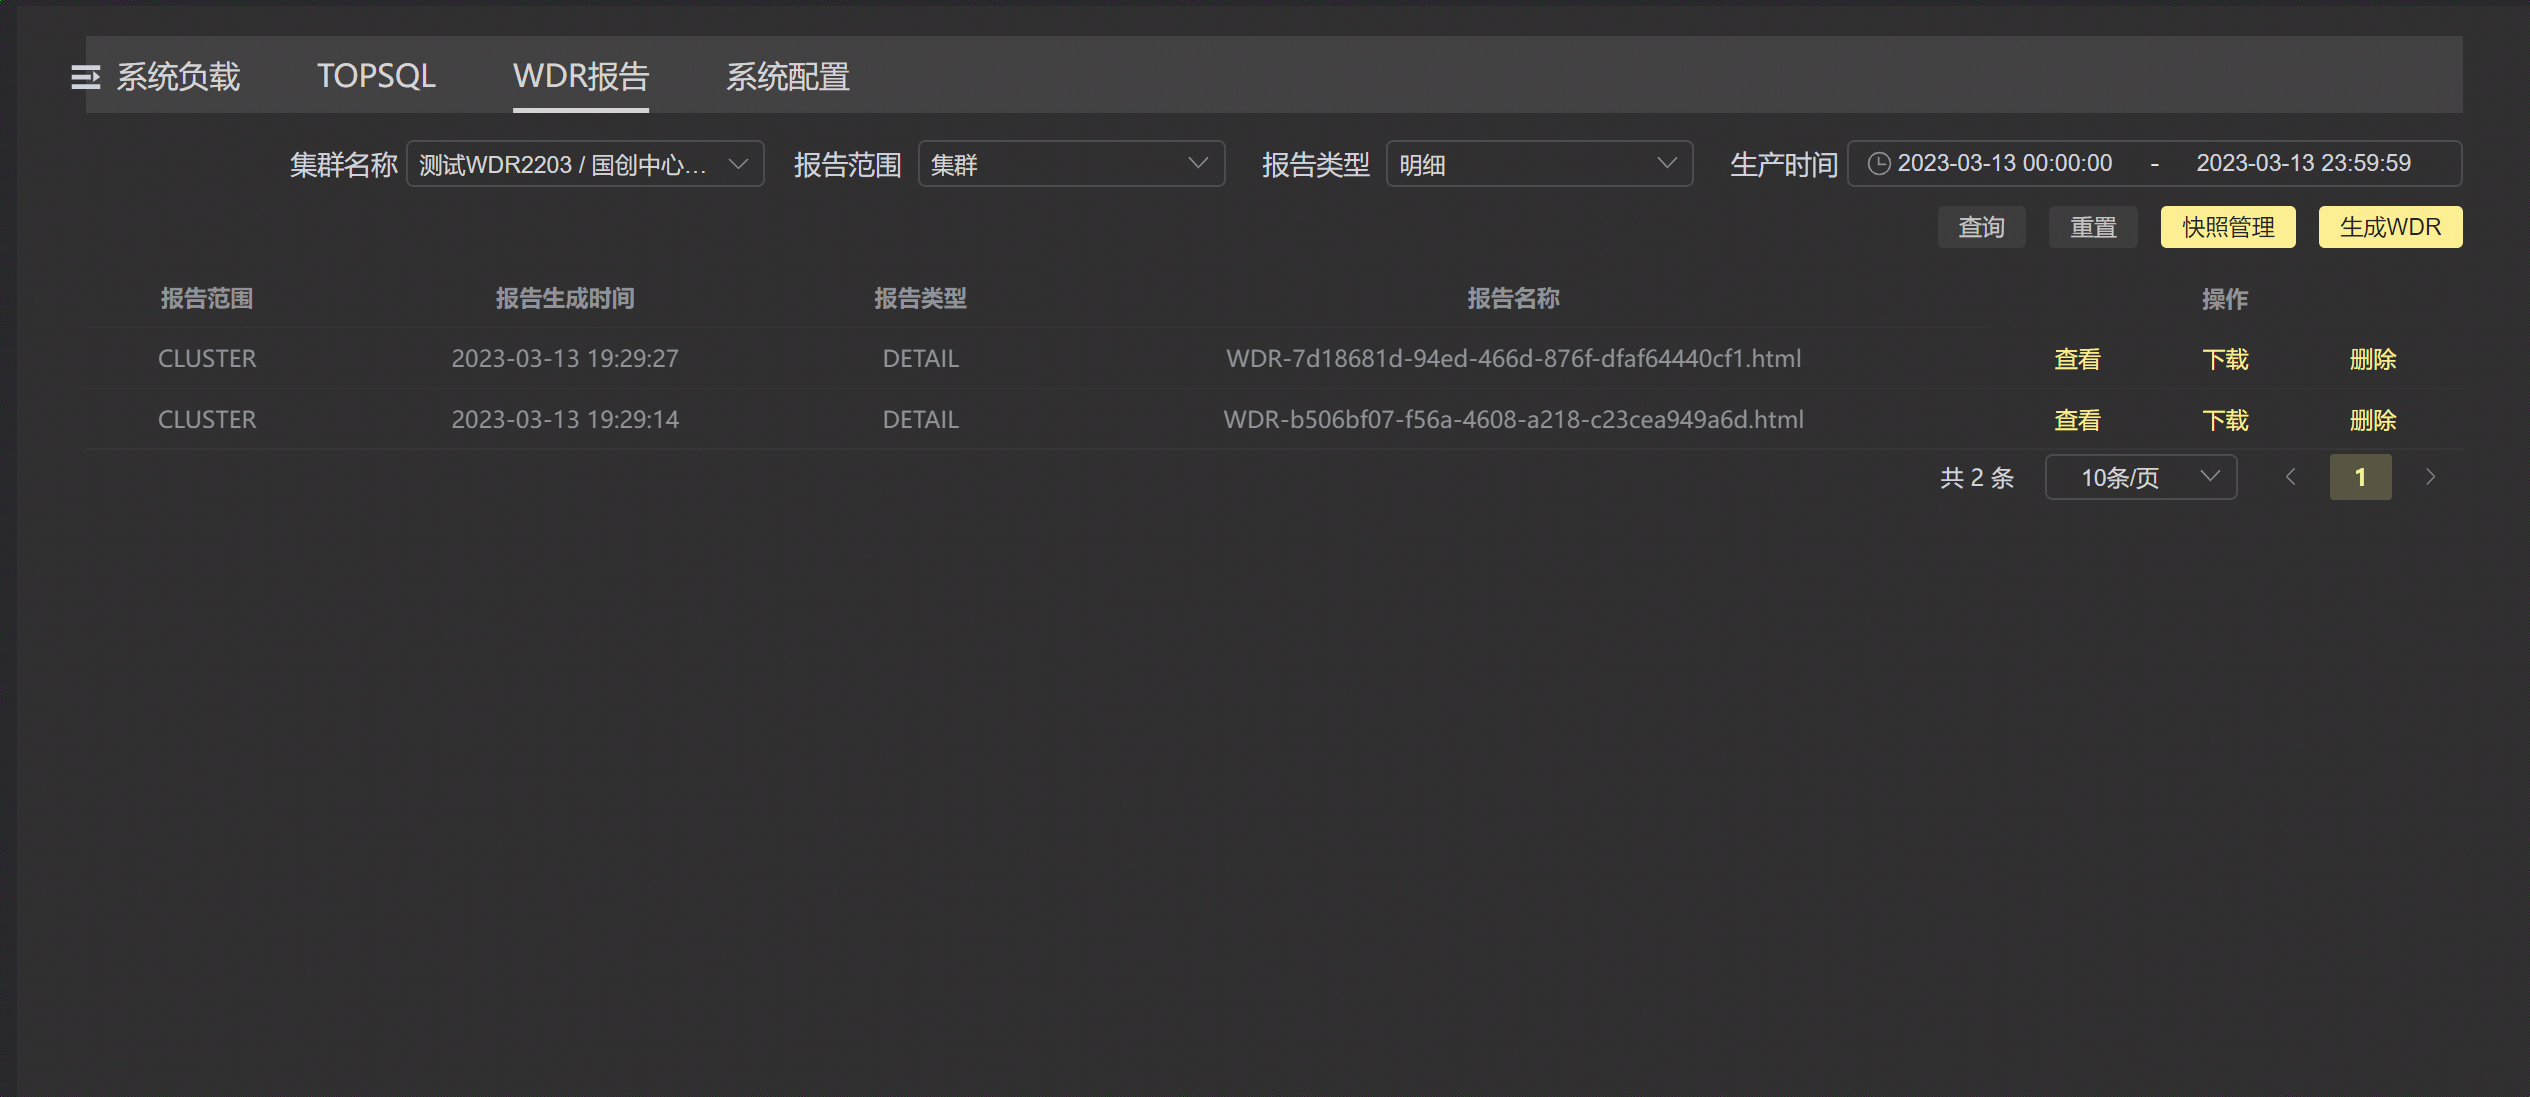 系统负载 TOPSQL WDR报告 系统配置
集群名称 测试WDR2203 / 国创中心... 报告范围 集群 报告类型 明细 生产时间 2023-03-13 00:00:00 - 2023-03-13 23:59:59
查询 重置 快照管理 生成WDR
报告范围 报告生成时间 报告类型 报告名称 操作
CLUSTER 2023-03-13 19:29:27 DETAIL WDR-7d18681d-94ed-466d-876f-dfaf64440cf1.html 查看 下载 删除
CLUSTER 2023-03-13 19:29:14 DETAIL WDR-b506bf07-f56a-4608-a218-c23cea949a6d.html 查看 下载 删除
共 2 条 10条/页 1